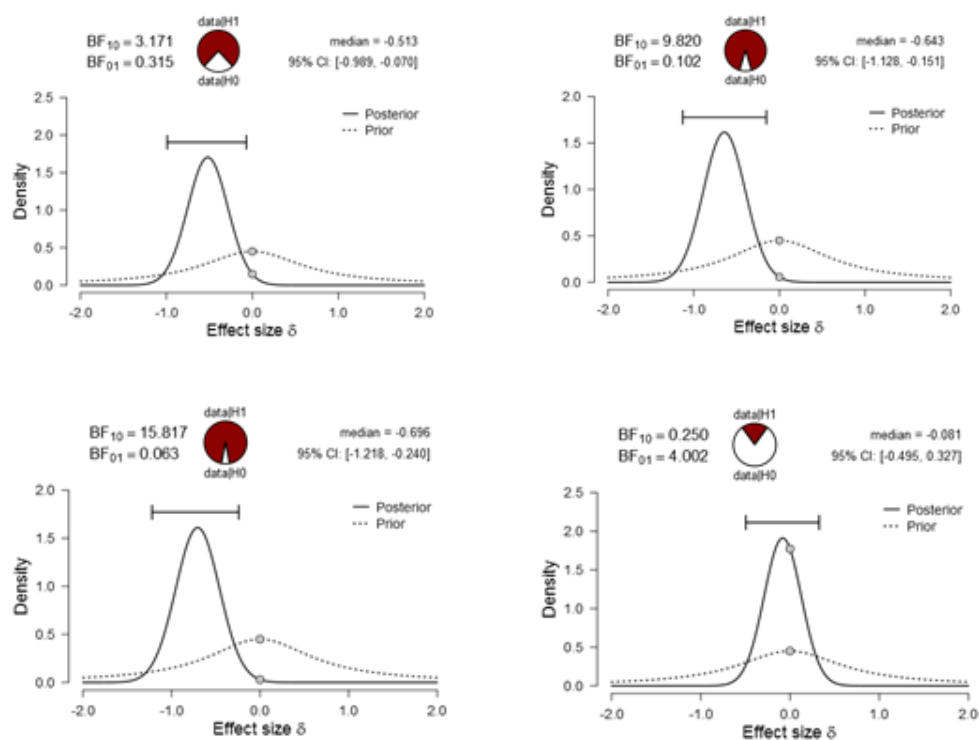 data|H1
BF10 = 3.171
BF01 = 0.315
median = -0.513
95% CI: [-0.989, -0.070]
data|H0
2.5
2.0
1.5
1.0
0.5
0.0
Density
Posterior
Prior
-2.0 -1.0 0.0 1.0 2.0
Effect size δ
data|H1
BF10 = 9.820
BF01 = 0.102
median = -0.643
95% CI: [-1.128, -0.151]
data|H0
2.0
1.5
1.0
0.5
0.0
Density
Posterior
Prior
-2.0 -1.0 0.0 1.0 2.0
Effect size δ
data|H1
BF10 = 15.817
BF01 = 0.063
median = -0.696
95% CI: [-1.218, -0.240]
data|H0
2.0
1.5
1.0
0.5
0.0
Density
Posterior
Prior
-2.0 -1.0 0.0 1.0 2.0
Effect size δ
data|H1
BF10 = 0.250
BF01 = 4.002
median = -0.081
95% CI: [-0.495, 0.327]
data|H0
2.5
2.0
1.5
1.0
0.5
0.0
Density
Posterior
Prior
-2.0 -1.0 0.0 1.0 2.0
Effect size δ